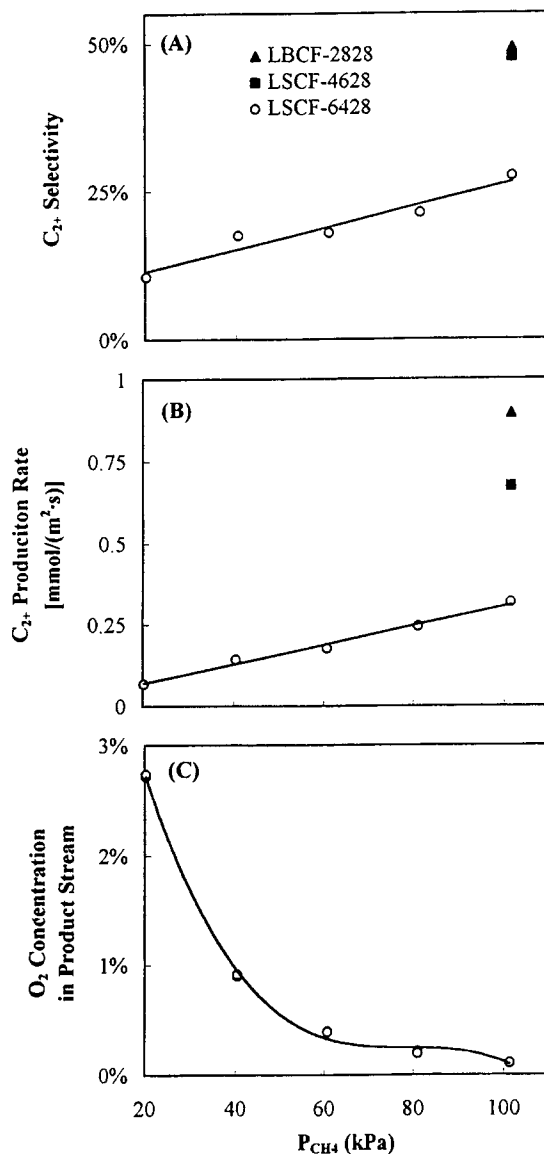 (A)
▲ LBCF-2828
■ LSCF-4628
○ LSCF-6428
50%
25%
0%
C2+ Selectivity
(B)
1
0.75
0.5
0.25
0
C2+ Produciton Rate
[mmol/(m²·s)]
(C)
3%
2%
1%
0%
O2 Concentration
in Product Stream
20
40
60
80
100
PCH4 (kPa)